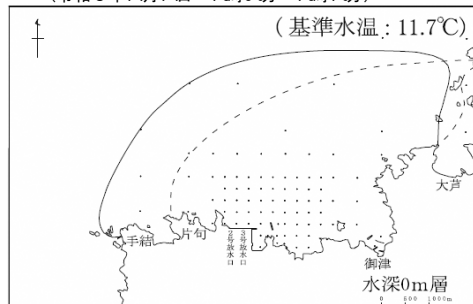 (基準水温：11.7℃)
大芦
手結
片句
2号放水口
3号放水口
御津
水深0m層
0 500 1000m